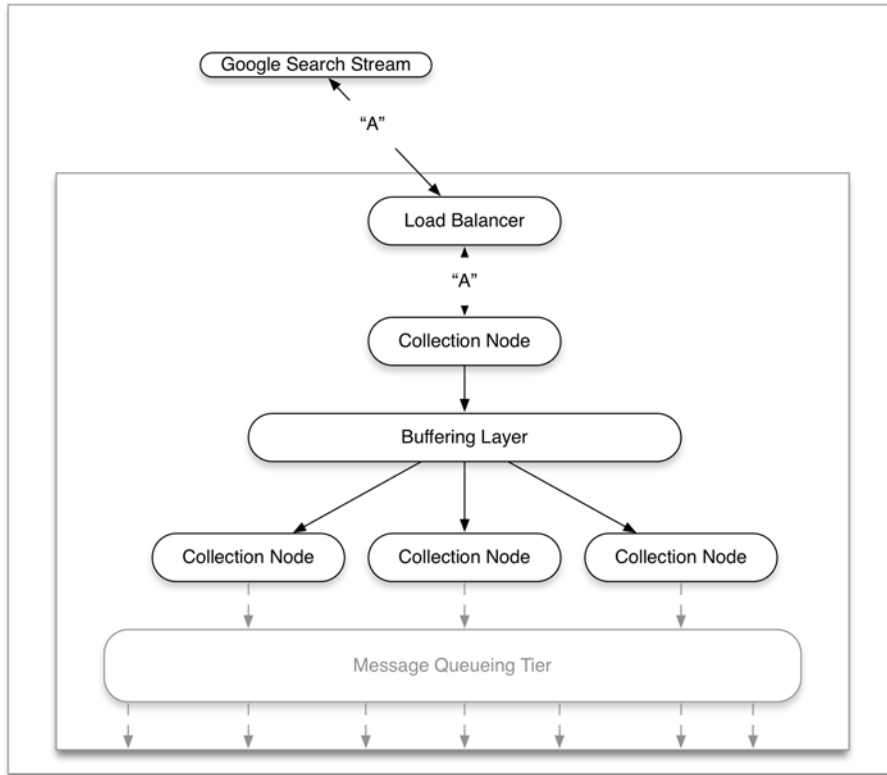 Google Search Stream
“A”
Load Balancer
“A”
Collection Node
Buffering Layer
Collection Node Collection Node Collection Node
Message Queueing Tier